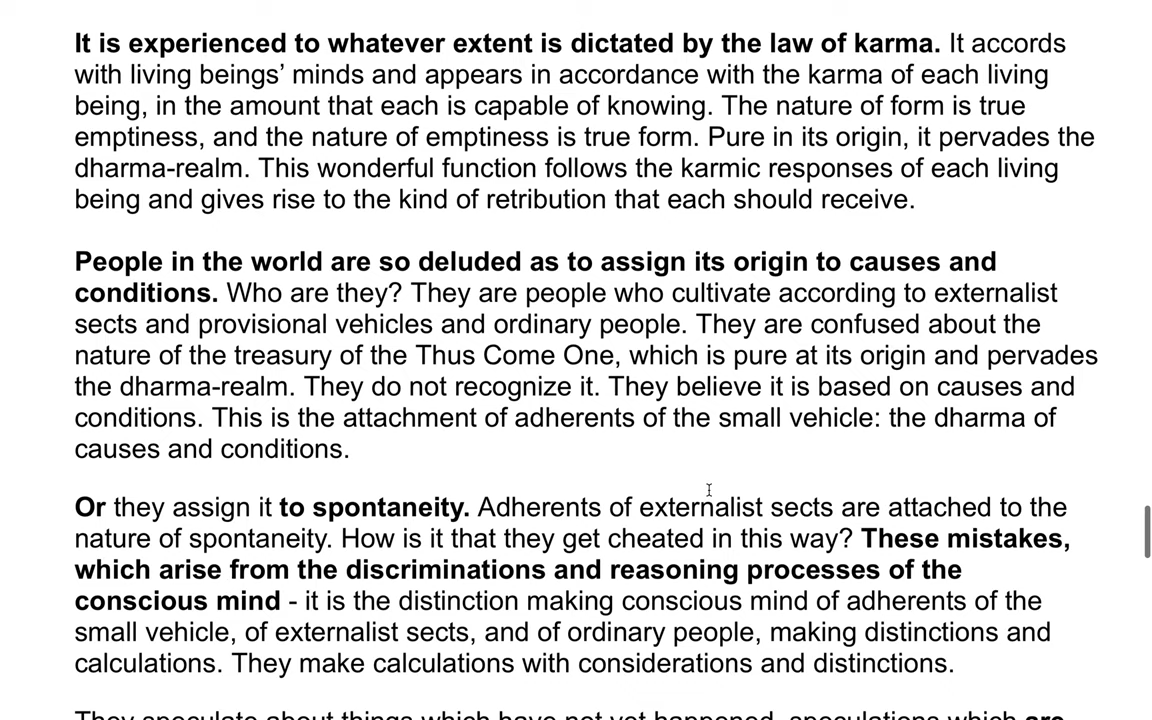 It is experienced to whatever extent is dictated by the law of karma. It accords
with living beings’ minds and appears in accordance with the karma of each living
being, in the amount that each is capable of knowing. The nature of form is true
emptiness, and the nature of emptiness is true form. Pure in its origin, it pervades the
dharma-realm. This wonderful function follows the karmic responses of each living
being and gives rise to the kind of retribution that each should receive.
People in the world are so deluded as to assign its origin to causes and
conditions. Who are they? They are people who cultivate according to externalist
sects and provisional vehicles and ordinary people. They are confused about the
nature of the treasury of the Thus Come One, which is pure at its origin and pervades
the dharma-realm. They do not recognize it. They believe it is based on causes and
conditions. This is the attachment of adherents of the small vehicle: the dharma of
causes and conditions.
Or they assign it to spontaneity. Adherents of externalist sects are attached to the
nature of spontaneity. How is it that they get cheated in this way? These mistakes,
which arise from the discriminations and reasoning processes of the
conscious mind - it is the distinction making conscious mind of adherents of the
small vehicle, of externalist sects, and of ordinary people, making distinctions and
calculations. They make calculations with considerations and distinctions.
They speculate about things which have not yet happened, speculations which are